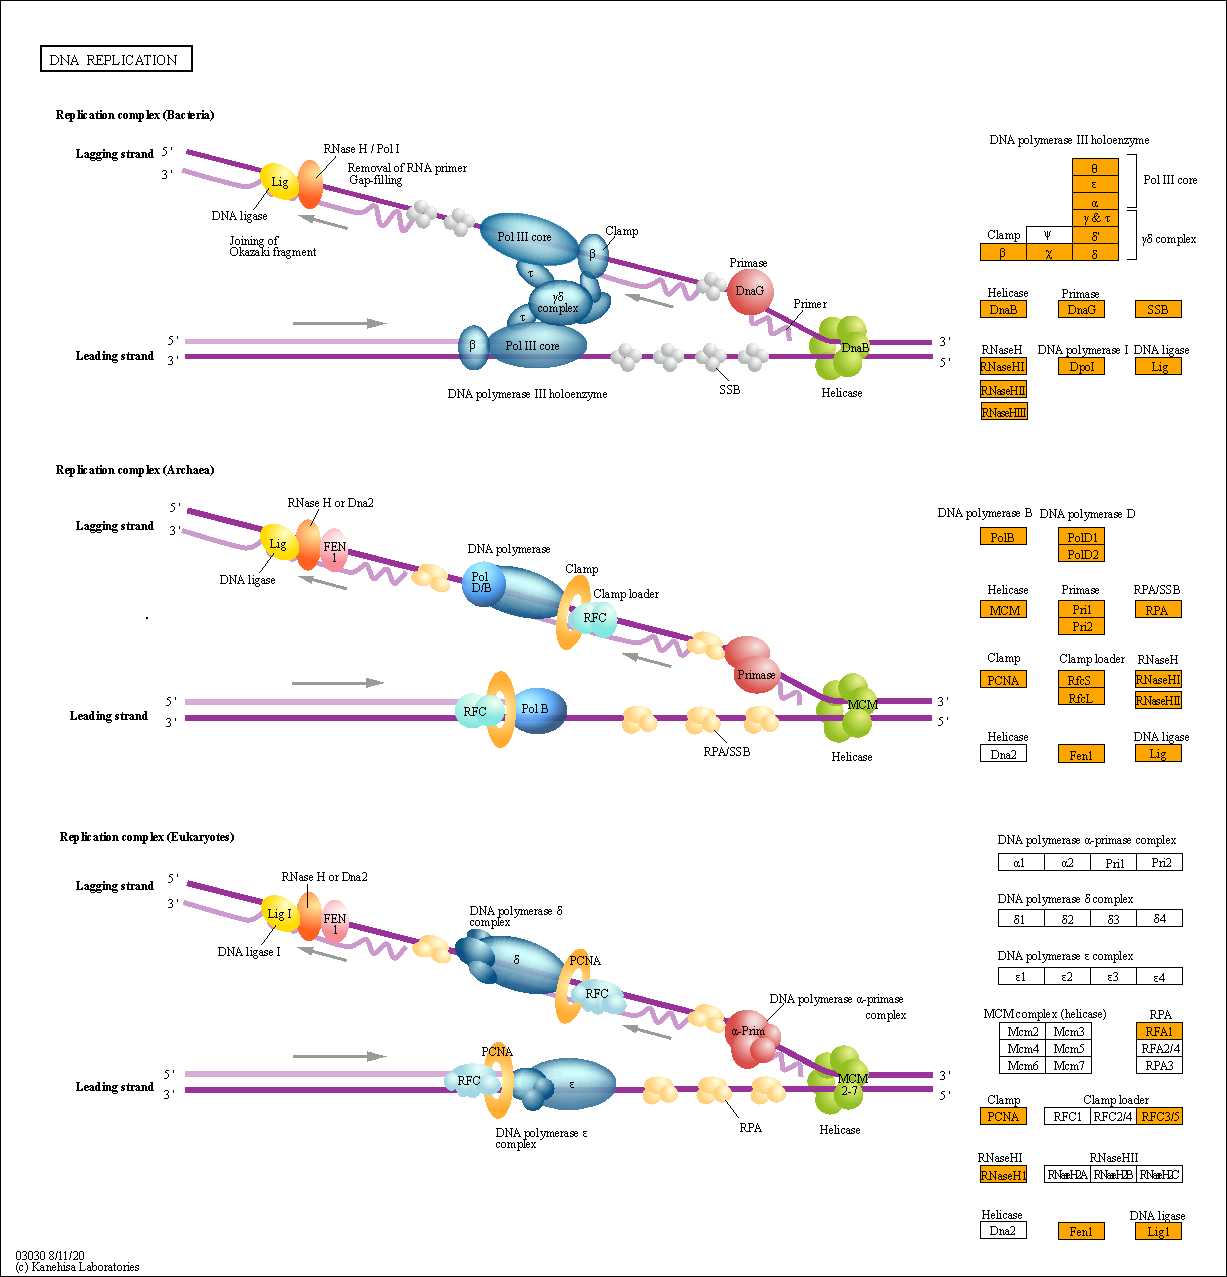 DNA REPLICATION
Replication complex (Bacteria)
Lagging strand 5'
3'
Lig
RNase H / Pol I
Removal of RNA primer
Gap-filling
DNA ligase
Joining of
Okazaki fragment
Pol III core
Clamp
β
τ
γδ
complex
τ
Primase
DnaG
Primer
β
Pol III core
DnaB
3'
5'
5'
Leading strand 3'
SSB
Helicase
DNA polymerase III holoenzyme
DNA polymerase III holoenzyme
θ
ε
α
Pol III core
γ & τ
Clamp
ψ
δ'
γδ complex
β
χ
δ
Helicase
Primase
DnaB
DnaG
SSB
RNaseH
DNA polymerase I
DNA ligase
RNaseHI
DpoI
Lig
RNaseHII
RNaseHIII
Replication complex (Archaea)
5'
Lagging strand
3'
RNase H or Dna2
Lig
FEN
1
DNA ligase
DNA polymerase
Pol
D/B
Clamp
Clamp loader
RFC
Primase
5'
Leading strand
3'
RFC
Pol B
MCM
3'
5'
RPA/SSB
Helicase
DNA polymerase B
DNA polymerase D
PolB
PolD1
PolD2
Helicase
Primase
RPA/SSB
MCM
Pri1
RPA
Pri2
Clamp
Clamp loader
RNaseH
PCNA
RfcS
RNaseHI
RfcL
RNaseHII
Helicase
DNA ligase
Dna2
Fen1
Lig
Replication complex (Eukaryotes)
5'
Lagging strand
3'
RNase H or Dna2
Lig I
FEN
1
DNA ligase I
DNA polymerase δ
complex
δ
PCNA
RFC
DNA polymerase α-primase
complex
α-Prim
5'
Leading strand
3'
PCNA
RFC
ε
MCM
2-7
3'
5'
DNA polymerase ε
complex
RPA
Helicase
DNA polymerase α-primase complex
α1 α2 Pri1 Pri2
DNA polymerase δ complex
δ1 δ2 δ3 δ4
DNA polymerase ε complex
ε1 ε2 ε3 ε4
MCM complex (helicase)
RPA
Mcm2 Mcm3
RFA1
Mcm4 Mcm5
RFA2/4
Mcm6 Mcm7
RPA3
Clamp
Clamp loader
PCNA
RFC1 RFC2/4 RFC3/5
RNaseHI
RNaseHII
RNaseH1
RNaseH2A RNaseH2B RNaseH2C
Helicase
DNA ligase
Dna2
Fen1
Lig1
03030 8/11/20
(c) Kanehisa Laboratories